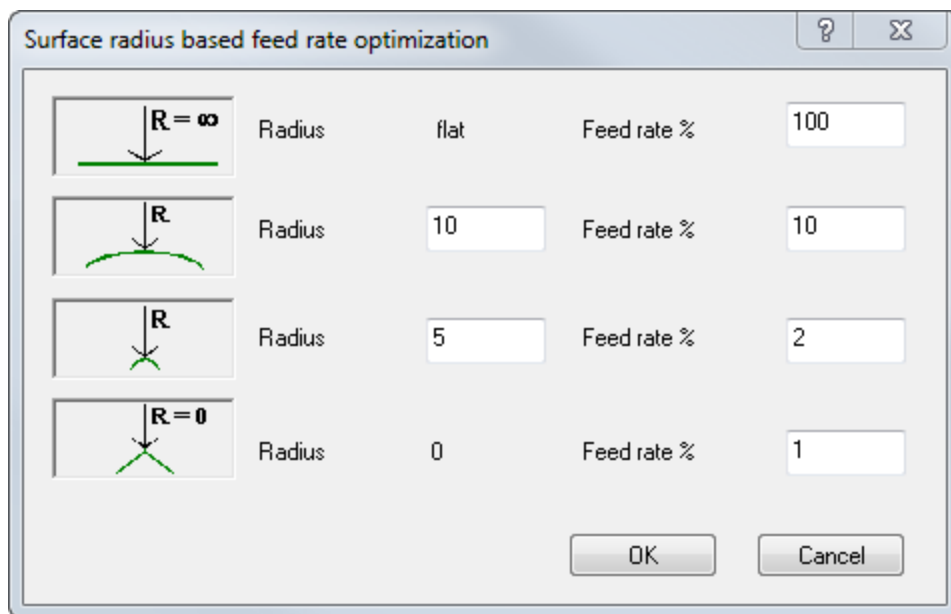 Surface radius based feed rate optimization
R = ∞ Radius flat Feed rate % 100
R Radius 10 Feed rate % 10
R Radius 5 Feed rate % 2
R = 0 Radius 0 Feed rate % 1
OK Cancel